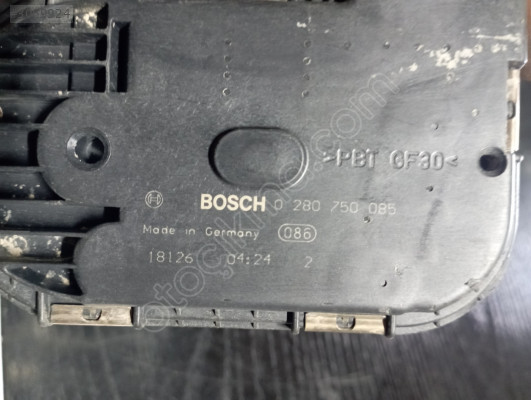 >PBT GF30<
BOSCH 0 280 750 085
Made in Germany 086
18126 04:24 2